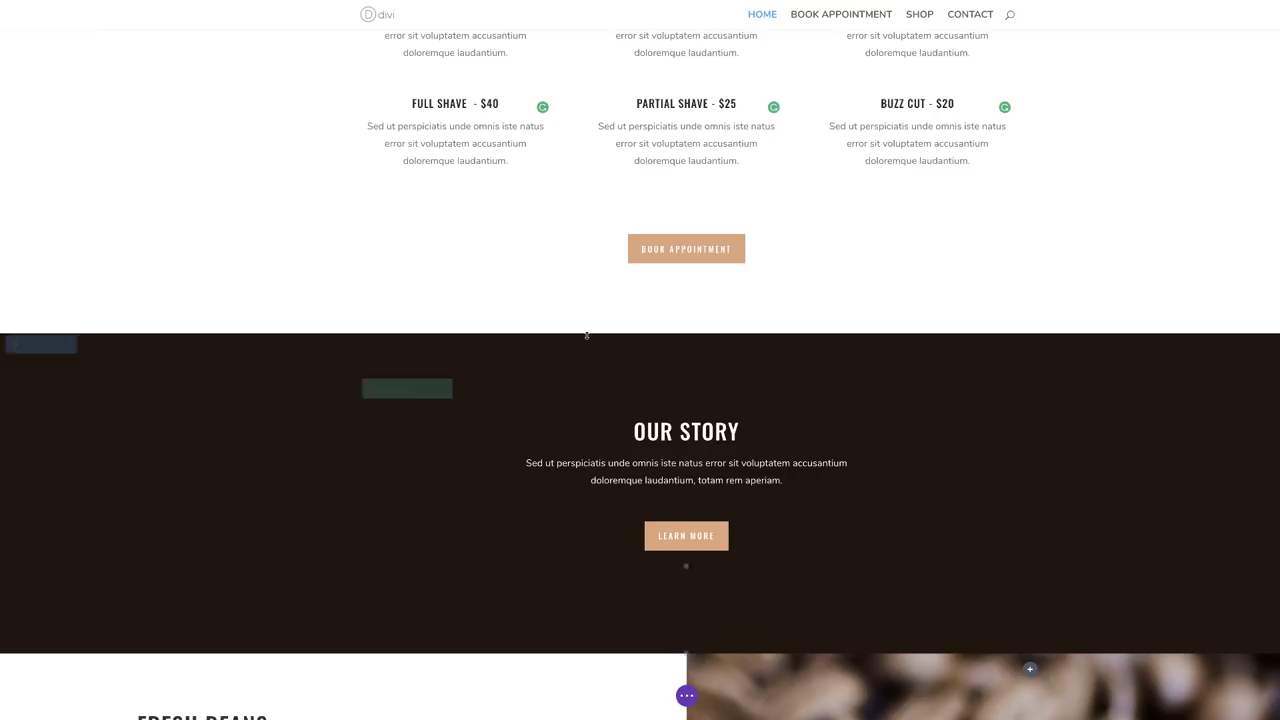 divi
HOME BOOK APPOINTMENT SHOP CONTACT
error sit voluptatem accusantium
doloremque laudantium.
error sit voluptatem accusantium
doloremque laudantium.
error sit voluptatem accusantium
doloremque laudantium.
FULL SHAVE - $40
Sed ut perspiciatis unde omnis iste natus
error sit voluptatem accusantium
doloremque laudantium.
PARTIAL SHAVE - $25
Sed ut perspiciatis unde omnis iste natus
error sit voluptatem accusantium
doloremque laudantium.
BUZZ CUT - $20
Sed ut perspiciatis unde omnis iste natus
error sit voluptatem accusantium
doloremque laudantium.
BOOK APPOINTMENT
OUR STORY
Sed ut perspiciatis unde omnis iste natus error sit voluptatem accusantium
doloremque laudantium, totam rem aperiam.
LEARN MORE
FRESH BEANS